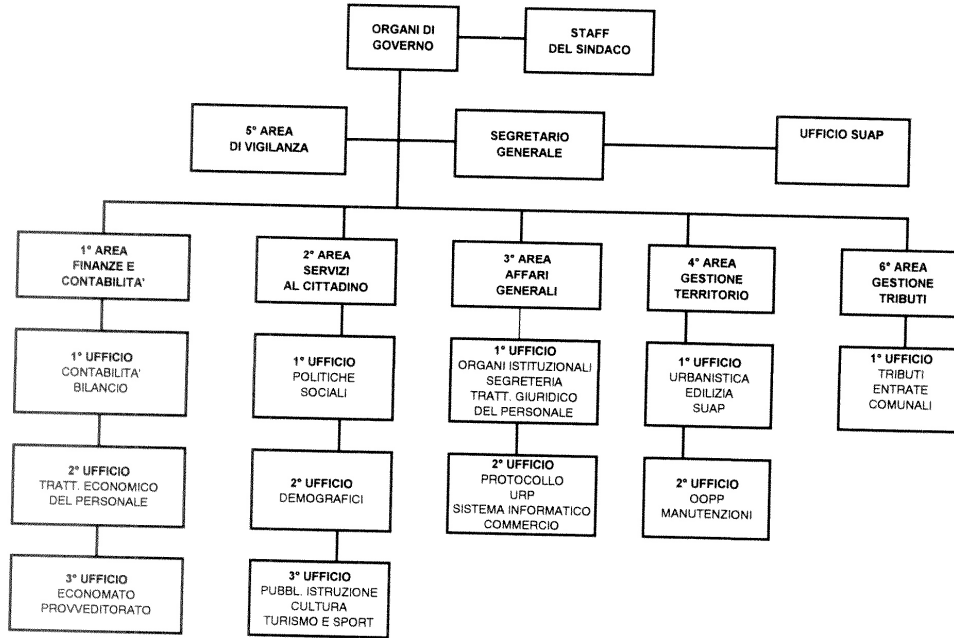 ORGANI DI
GOVERNO
STAFF
DEL SINDACO
5° AREA
DI VIGILANZA
SEGRETARIO
GENERALE
UFFICIO SUAP
1° AREA
FINANZE E
CONTABILITA'
2° AREA
SERVIZI
AL CITTADINO
3° AREA
AFFARI
GENERALI
4° AREA
GESTIONE
TERRITORIO
6° AREA
GESTIONE
TRIBUTI
1° UFFICIO
CONTABILITA'
BILANCIO
1° UFFICIO
POLITICHE
SOCIALI
1° UFFICIO
ORGANI ISTITUZIONALI
SEGRETERIA
TRATT. GIURIDICO
DEL PERSONALE
1° UFFICIO
URBANISTICA
EDILIZIA
SUAP
1° UFFICIO
TRIBUTI
ENTRATE
COMUNALI
2° UFFICIO
TRATT. ECONOMICO
DEL PERSONALE
2° UFFICIO
DEMOGRAFICI
2° UFFICIO
PROTOCOLLO
URP
SISTEMA INFORMATICO
COMMERCIO
2° UFFICIO
OOPP
MANUTENZIONI
3° UFFICIO
ECONOMATO
PROVVEDITORATO
3° UFFICIO
PUBBL. ISTRUZIONE
CULTURA
TURISMO E SPORT